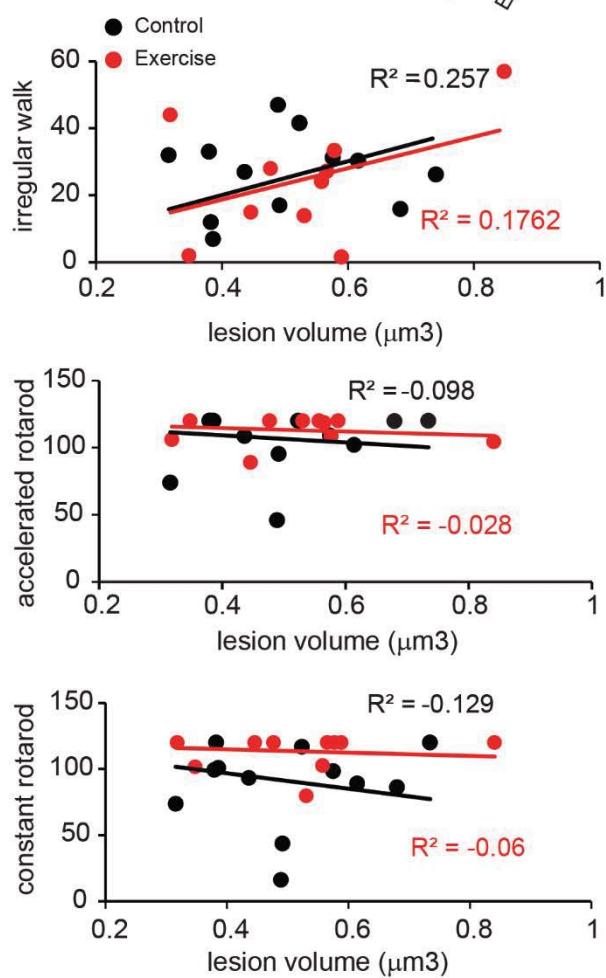 E
Control
Exercise
60
40
20
0
irregular walk
R² =0.257
R² = 0.1762
0.2 0.4 0.6 0.8 1
lesion volume (µm3)
150
100
50
0
accelerated rotarod
R² =-0.098
R² = -0.028
0.2 0.4 0.6 0.8 1
lesion volume (µm3)
150
100
50
0
constant rotarod
R² =-0.129
R² = -0.06
0 0.2 0.4 0.6 0.8 1
lesion volume (µm3)